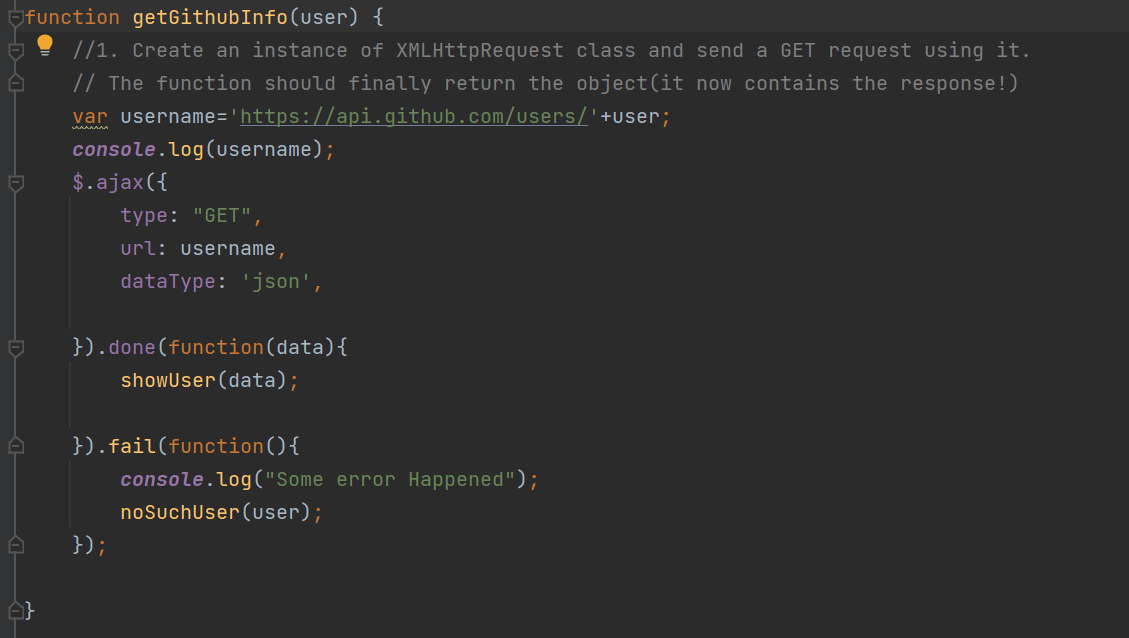 function getGithubInfo(user) {
    //1. Create an instance of XMLHttpRequest class and send a GET request using it.
    // The function should finally return the object(it now contains the response!)
    var username='https://api.github.com/users/'+user;
    console.log(username);
    $.ajax({
        type: "GET",
        url: username,
        dataType: 'json',
    }).done(function(data){
        showUser(data);
    }).fail(function(){
        console.log("Some error Happened");
        noSuchUser(user);
    });
}